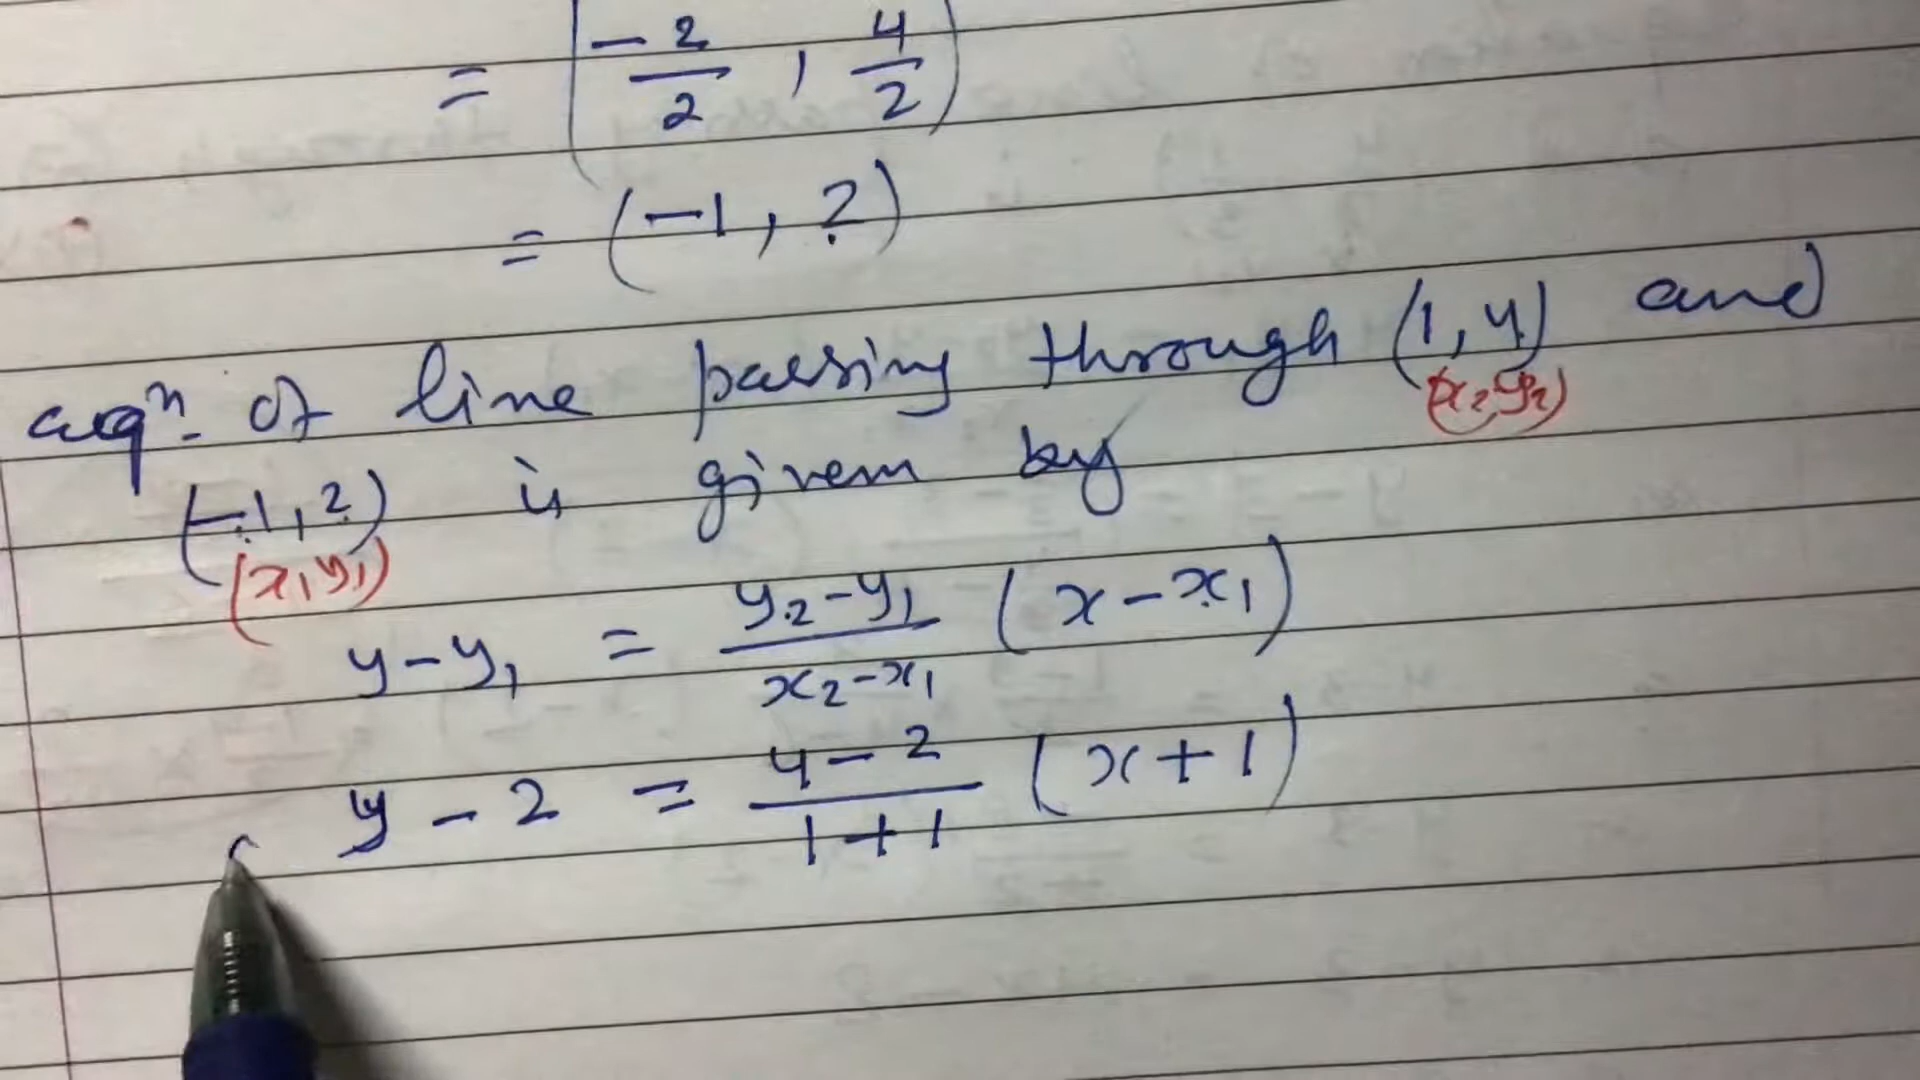 = (-2/2 , 4/2)
= (-1, 2)
eqn. of line passing through (1, 4) and
(x2, y2)
(-1, 2) is given by
(x1 y1)
y - y1 = y2-y1/x2-x1 (x - x1)
y - 2 = 4-2/1+1 (x+1)